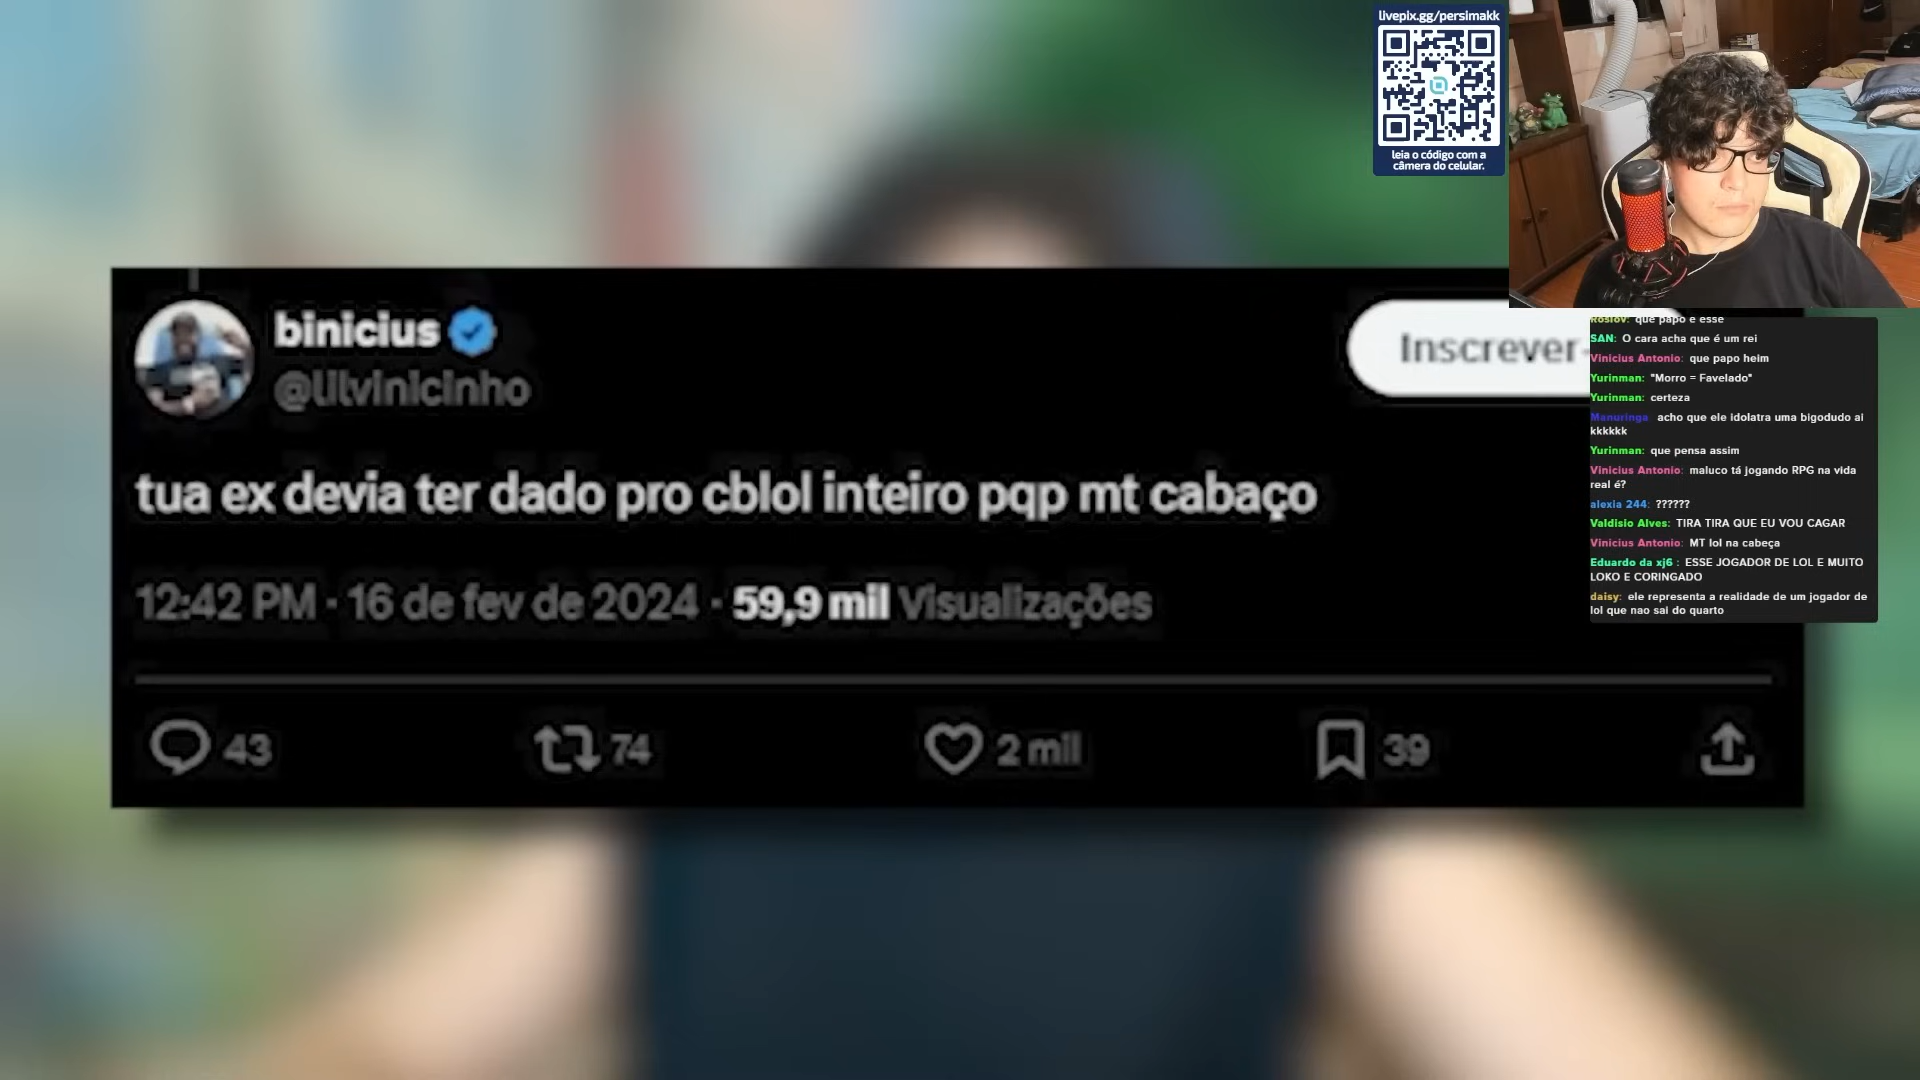 livepix.gg/persimakk
leia o código com a
câmera do celular.
binicius
@lilvinicinho
Inscrever-
tua ex devia ter dado pro cblol inteiro pqp mt cabaço
12:42 PM · 16 de fev de 2024 · 59,9 mil Visualizações
43
74
2 mil
39
Roslov: que papo e esse
SAN: O cara acha que é um rei
Vinicius Antonio: que papo heim
Yurinman: "Morro = Favelado"
Yurinman: certeza
Manuringa acho que ele idolatra uma bigodudo ai
kkkkkk
Yurinman: que pensa assim
Vinicius Antonio: maluco tá jogando RPG na vida
real é?
alexia 244: ??????
Valdisio Alves: TIRA TIRA QUE EU VOU CAGAR
Vinicius Antonio: MT lol na cabeça
Eduardo da xj6 : ESSE JOGADOR DE LOL E MUITO
LOKO E CORINGADO
daisy: ele representa a realidade de um jogador de
lol que nao sai do quarto